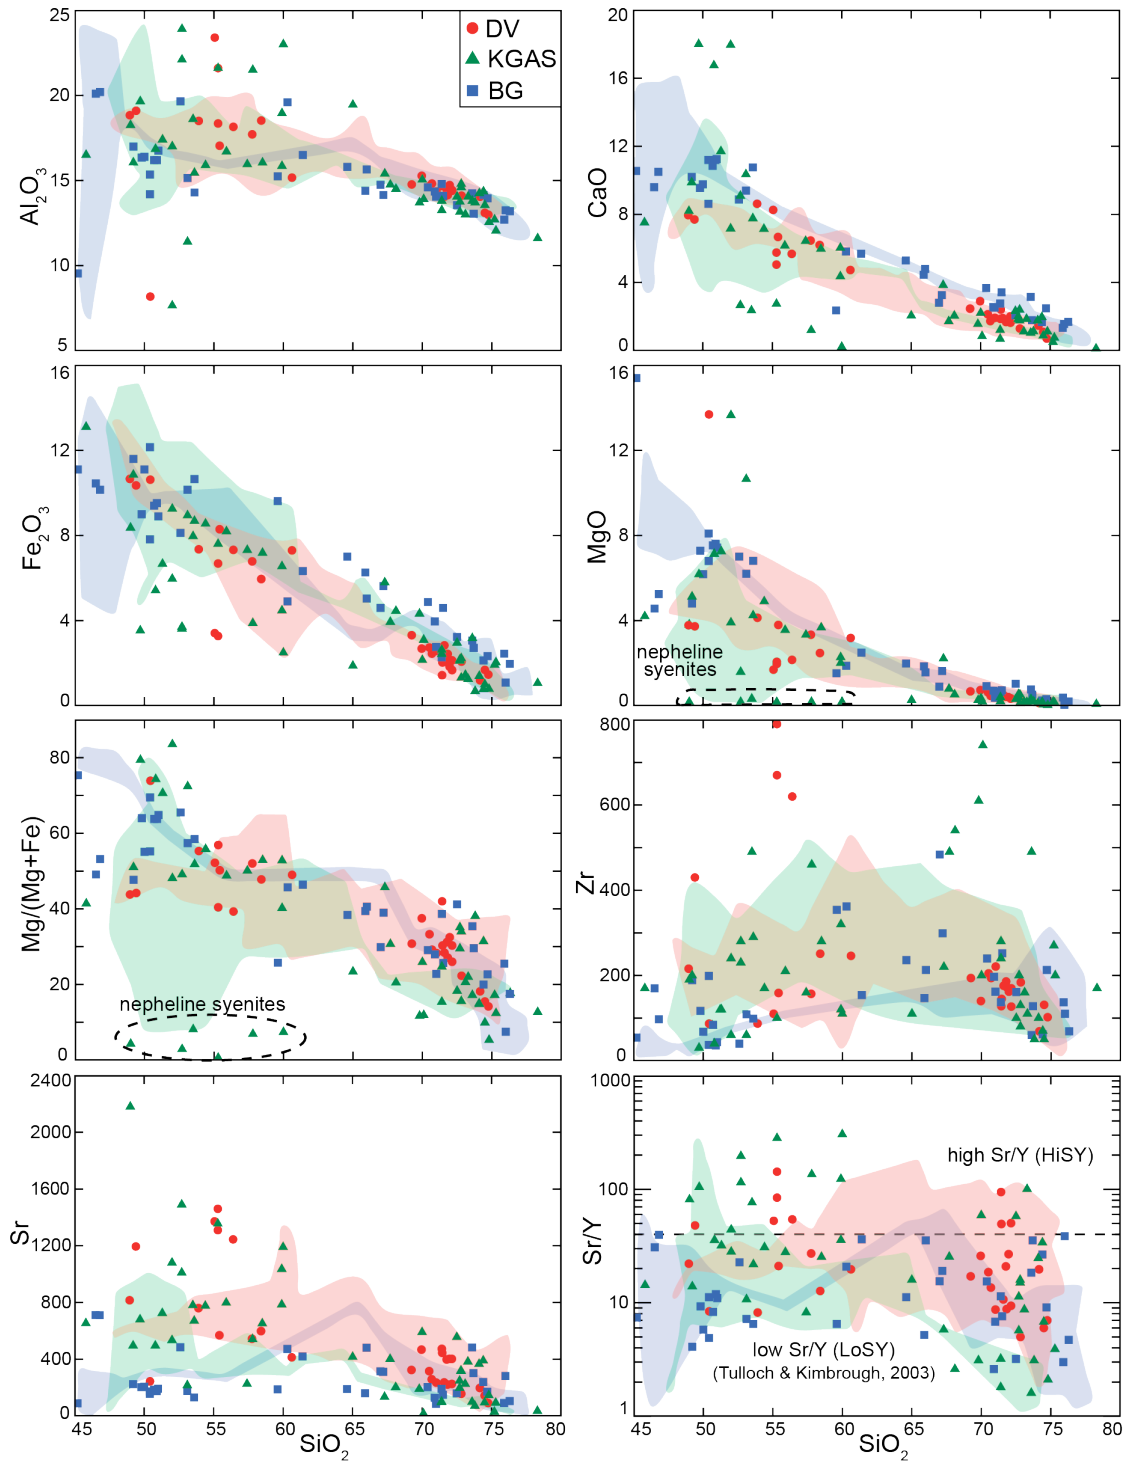 25
20
15
10
5
Al2O3
DV
KGAS
BG
20
16
12
8
4
0
CaO
16
12
8
4
0
Fe2O3
16
12
8
4
0
MgO
nepheline
syenites
80
60
40
20
0
Mg/(Mg+Fe)
nepheline syenites
800
600
400
200
0
Zr
2400
2000
1600
1200
800
400
0
Sr
45 50 55 60 65 70 75 80
SiO2
1000
100
10
1
Sr/Y
high Sr/Y (HiSY)
low Sr/Y (LoSY)
(Tulloch & Kimbrough, 2003)
45 50 55 60 65 70 75 80
SiO2